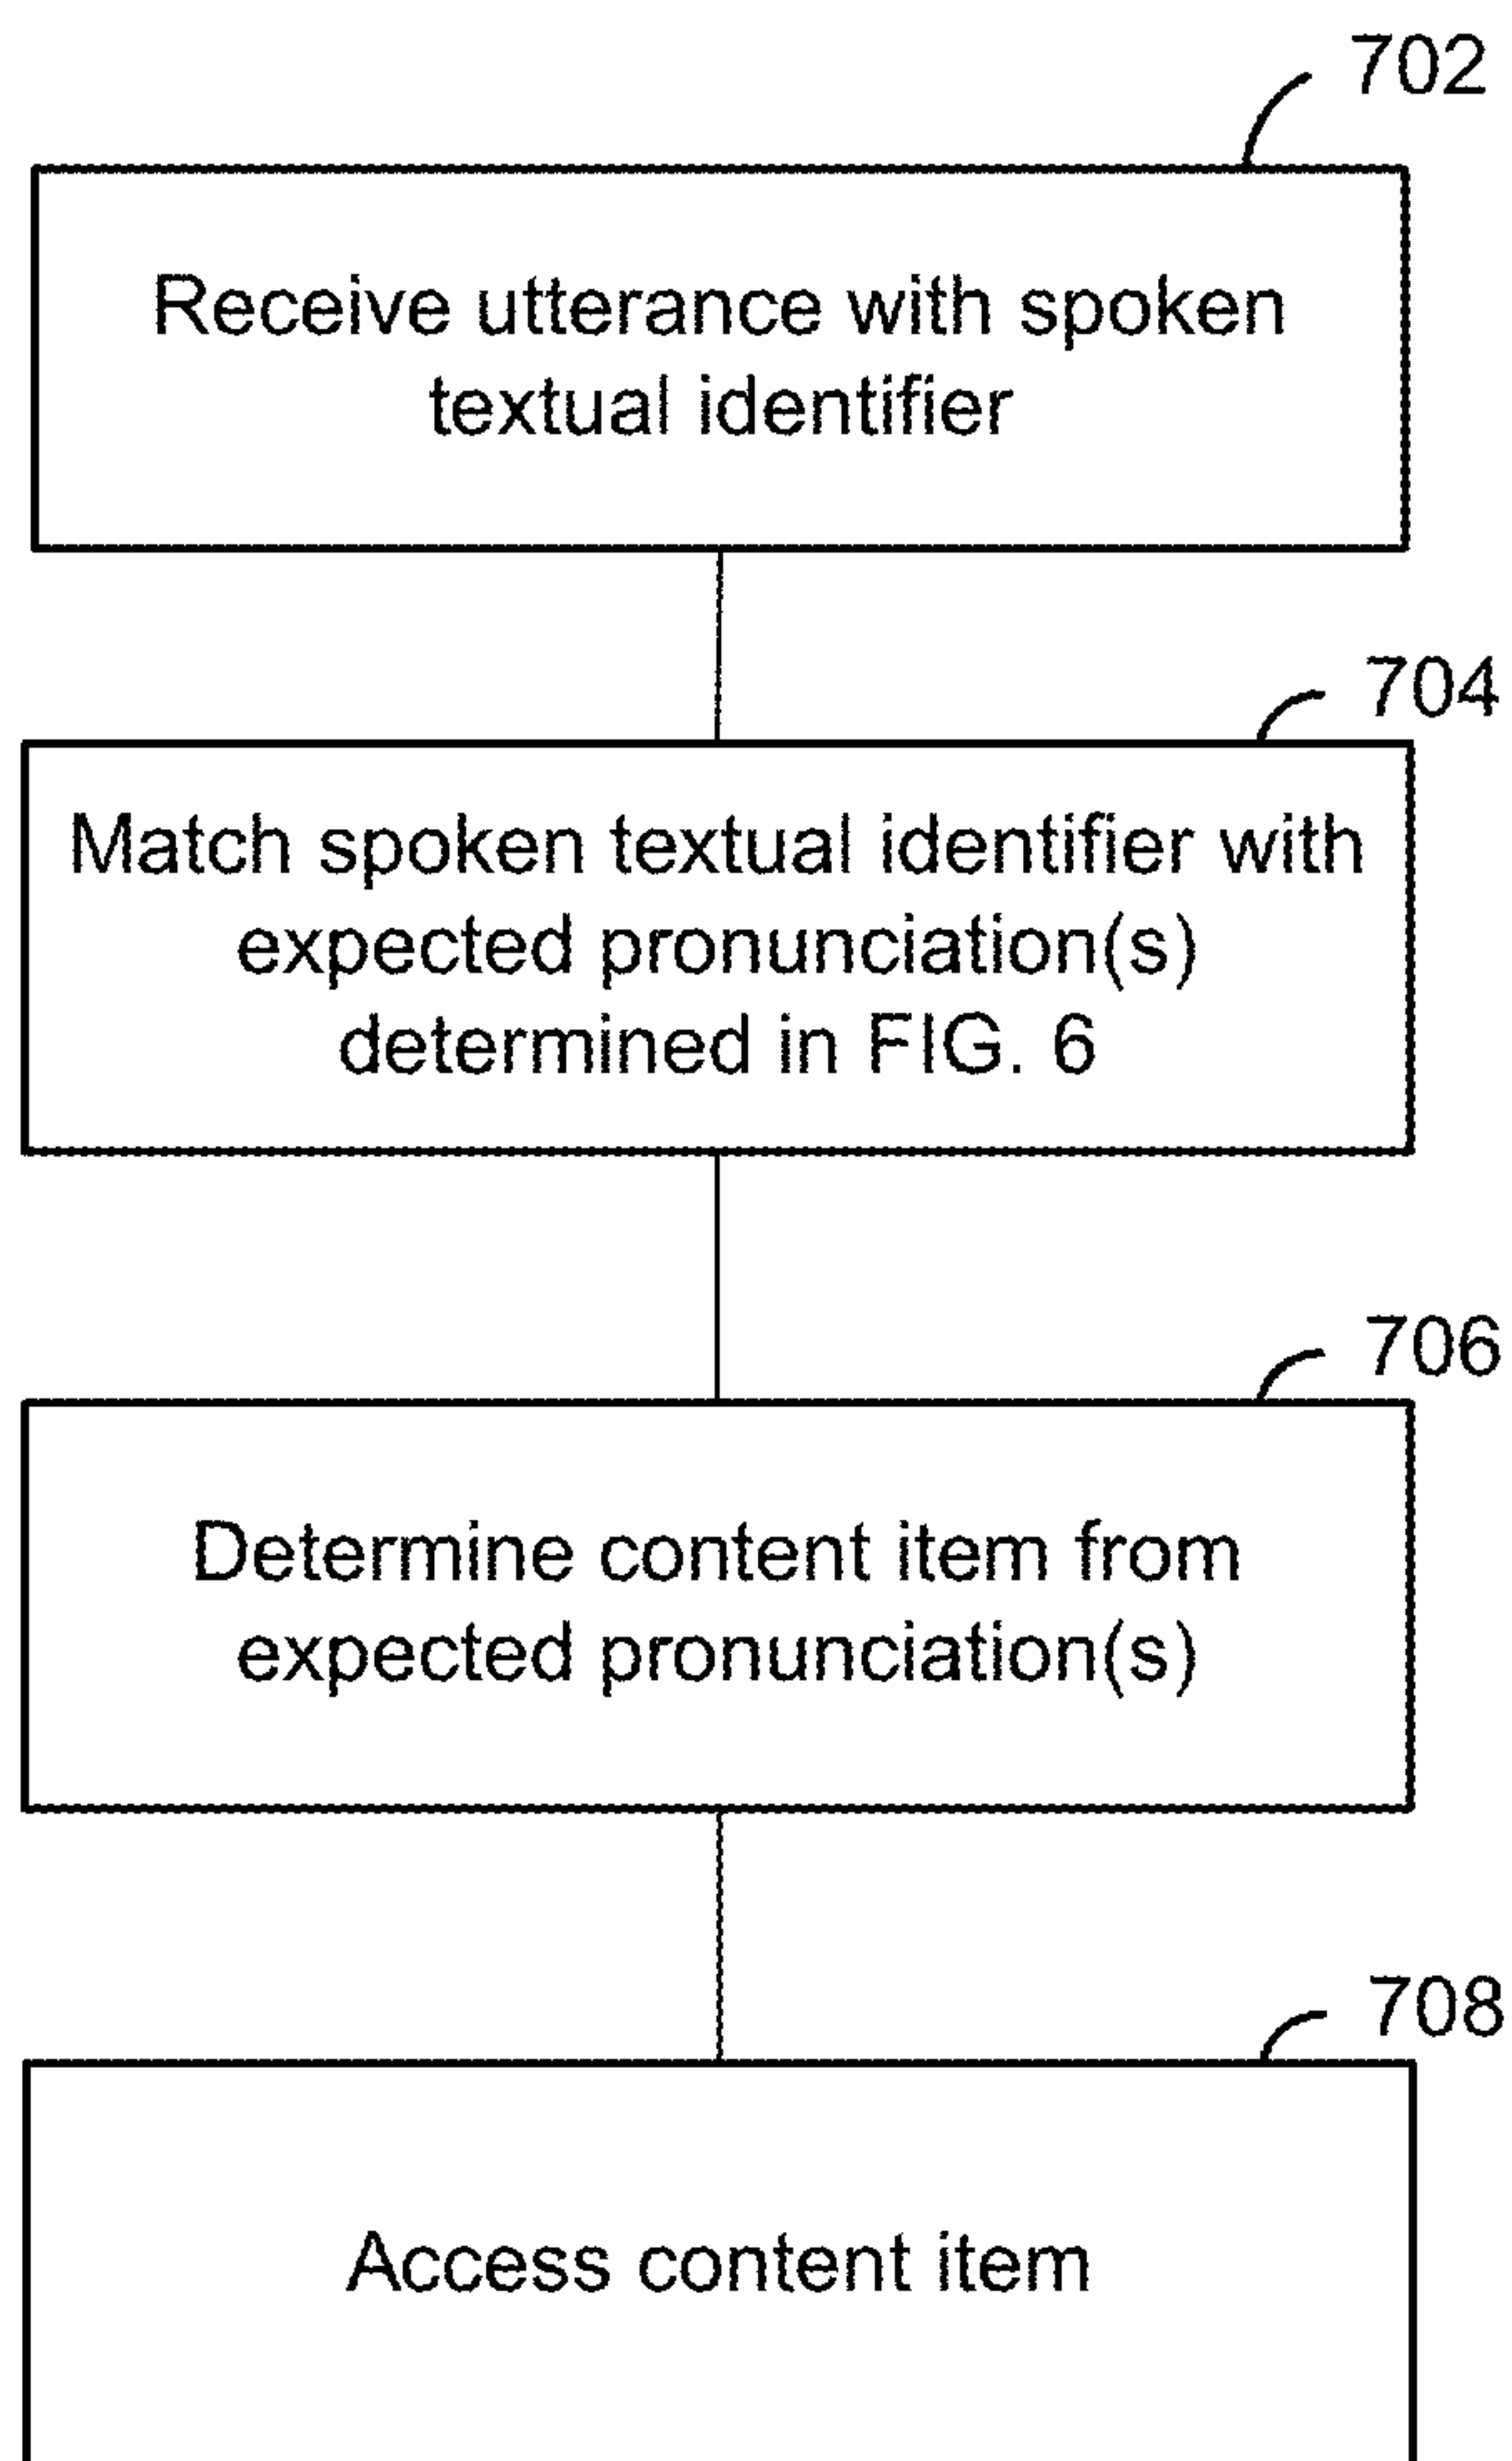 702
Receive utterance with spoken
textual identifier
704
Match spoken textual identifier with
expected pronunciation(s)
determined in FIG. 6
706
Determine content item from
expected pronunciation(s)
708
Access content item